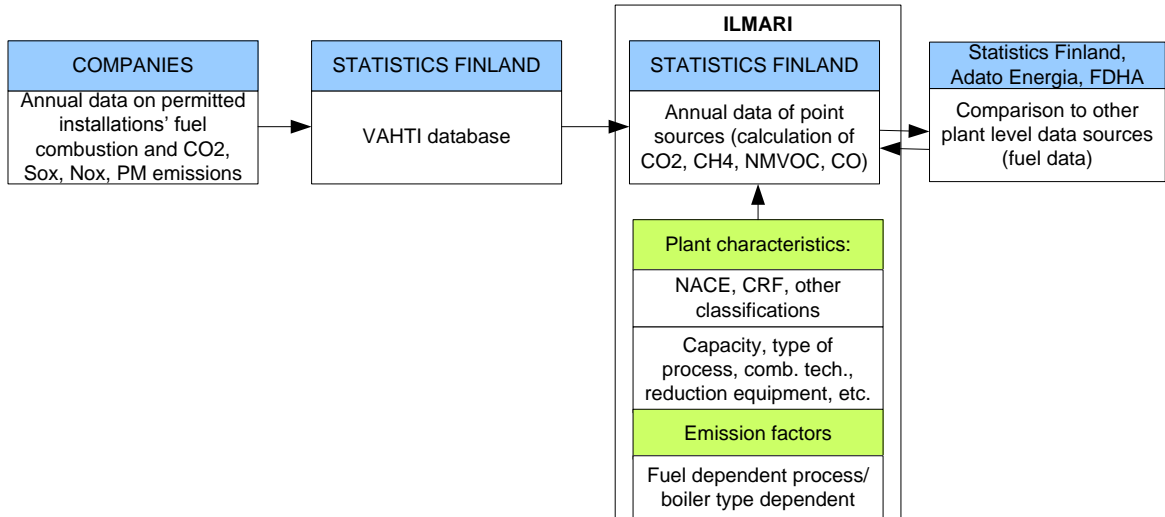 ILMARI
COMPANIES
Annual data on permitted
installations’ fuel
combustion and CO2,
Sox, Nox, PM emissions
STATISTICS FINLAND
VAHTI database
STATISTICS FINLAND
Annual data of point
sources (calculation of
CO2, CH4, NMVOC, CO)
Statistics Finland,
Adato Energia, FDHA
Comparison to other
plant level data sources
(fuel data)
Plant characteristics:
NACE, CRF, other
classifications
Capacity, type of
process, comb. tech.,
reduction equipment, etc.
Emission factors
Fuel dependent process/
boiler type dependent